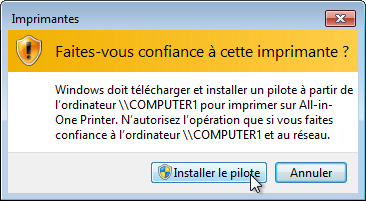 Imprimantes
Faites-vous confiance à cette imprimante ?
Windows doit télécharger et installer un pilote à partir de
l'ordinateur \\COMPUTER1 pour imprimer sur All-in-
One Printer. N'autorisez l'opération que si vous faites
confiance à l'ordinateur \\COMPUTER1 et au réseau.
Installer le pilote
Annuler